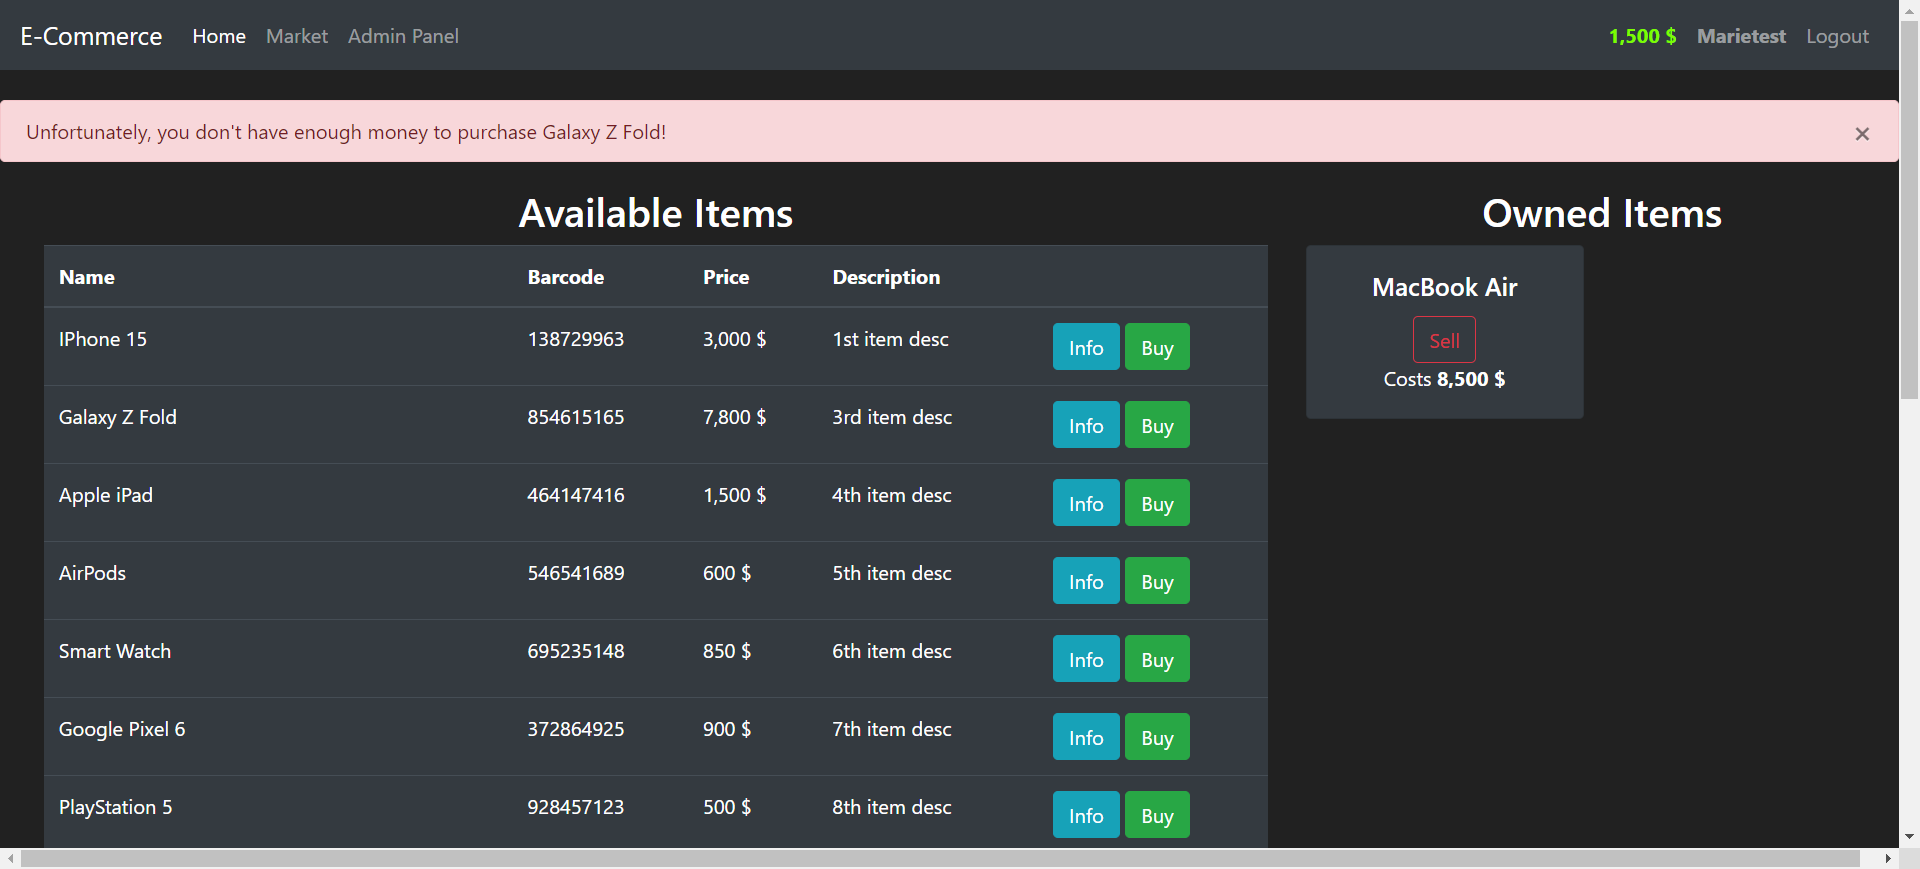 E-Commerce Home Market Admin Panel 1,500 $ Marietest Logout
Unfortunately, you don't have enough money to purchase Galaxy Z Fold! ×
Available Items
Name Barcode Price Description
IPhone 15 138729963 3,000 $ 1st item desc Info Buy
Galaxy Z Fold 854615165 7,800 $ 3rd item desc Info Buy
Apple iPad 464147416 1,500 $ 4th item desc Info Buy
AirPods 546541689 600 $ 5th item desc Info Buy
Smart Watch 695235148 850 $ 6th item desc Info Buy
Google Pixel 6 372864925 900 $ 7th item desc Info Buy
PlayStation 5 928457123 500 $ 8th item desc Info Buy
Owned Items
MacBook Air
Sell
Costs 8,500 $